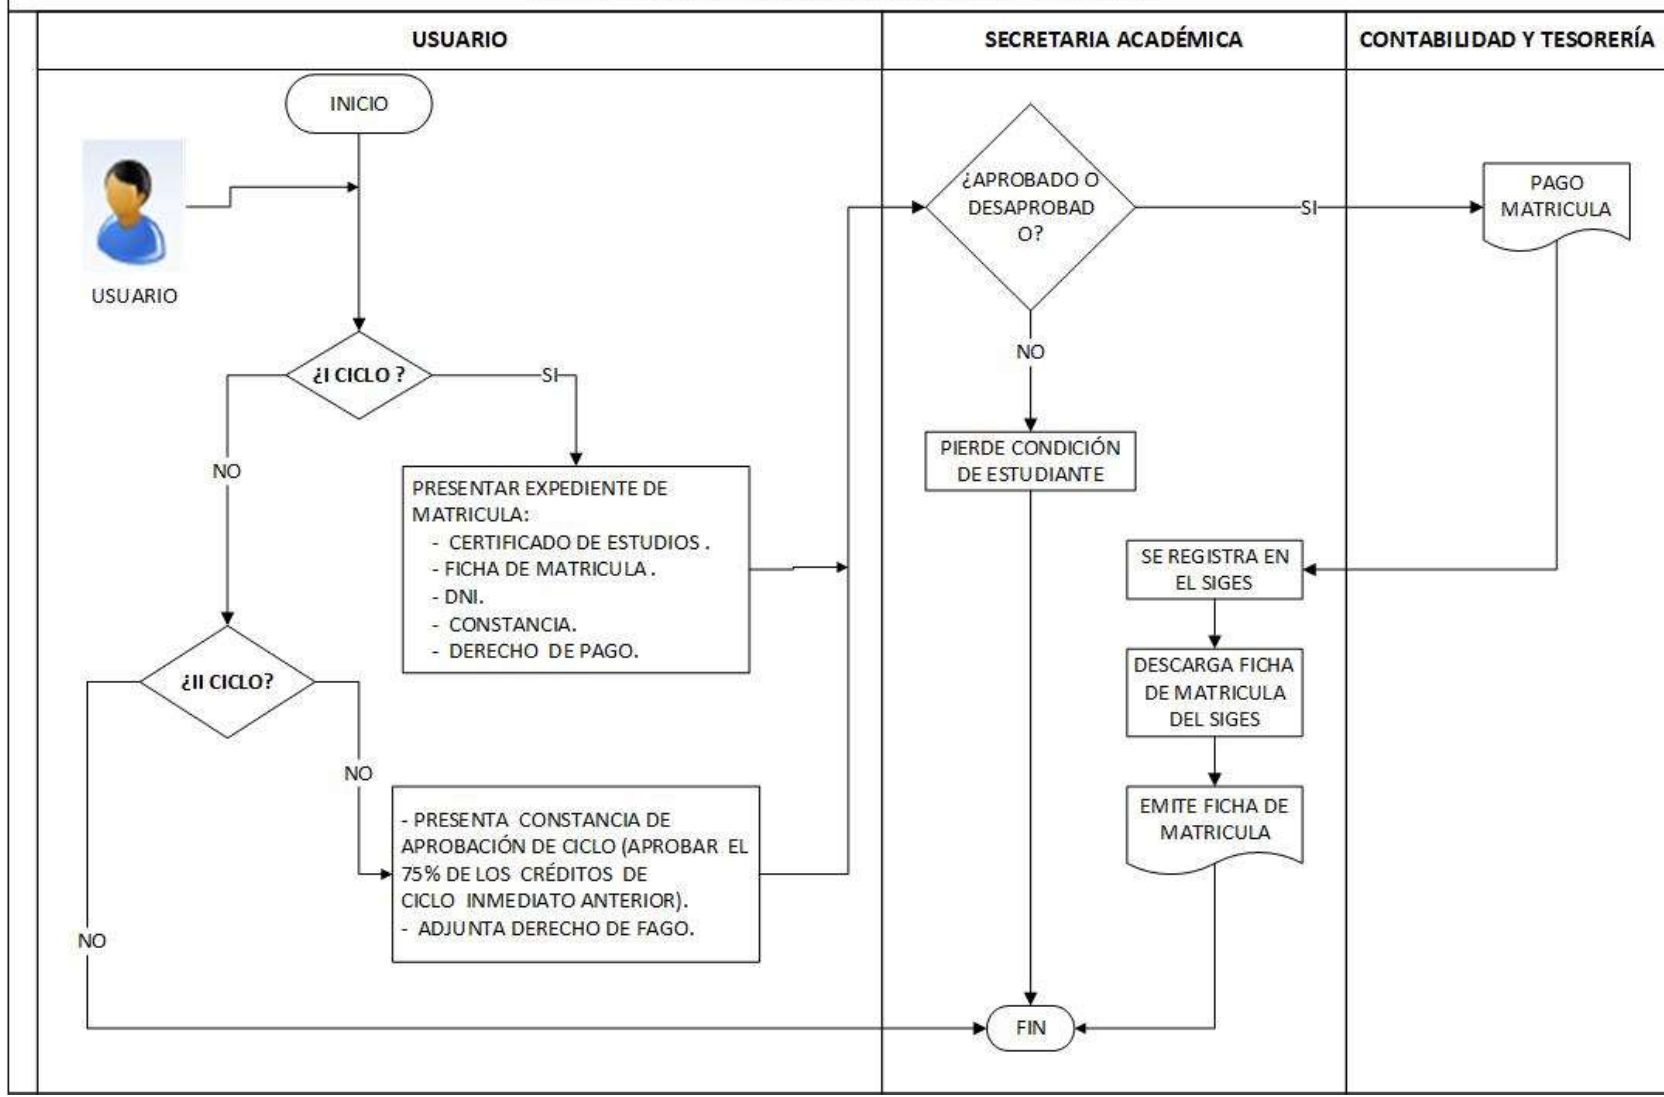 USUARIO
SECRETARIA ACADÉMICA
CONTABILIDAD Y TESORERÍA
INICIO
USUARIO
¿I CICLO ?
SI
NO
PRESENTAR EXPEDIENTE DE
MATRICULA:
- CERTIFICADO DE ESTUDIOS .
- FICHA DE MATRICULA .
- DNI.
- CONSTANCIA.
- DERECHO DE PAGO.
¿II CICLO?
NO
NO
- PRESENTA CONSTANCIA DE
APROBACIÓN DE CICLO (APROBAR EL
75% DE LOS CRÉDITOS DE
CICLO INMEDIATO ANTERIOR).
- ADJUNTA DERECHO DE FAGO.
¿APROBADO O
DESAPROBAD
O?
SI
NO
PIERDE CONDICIÓN
DE ESTUDIANTE
PAGO
MATRICULA
SE REGISTRA EN
EL SIGES
DESCARGA FICHA
DE MATRICULA
DEL SIGES
EMITE FICHA DE
MATRICULA
FIN